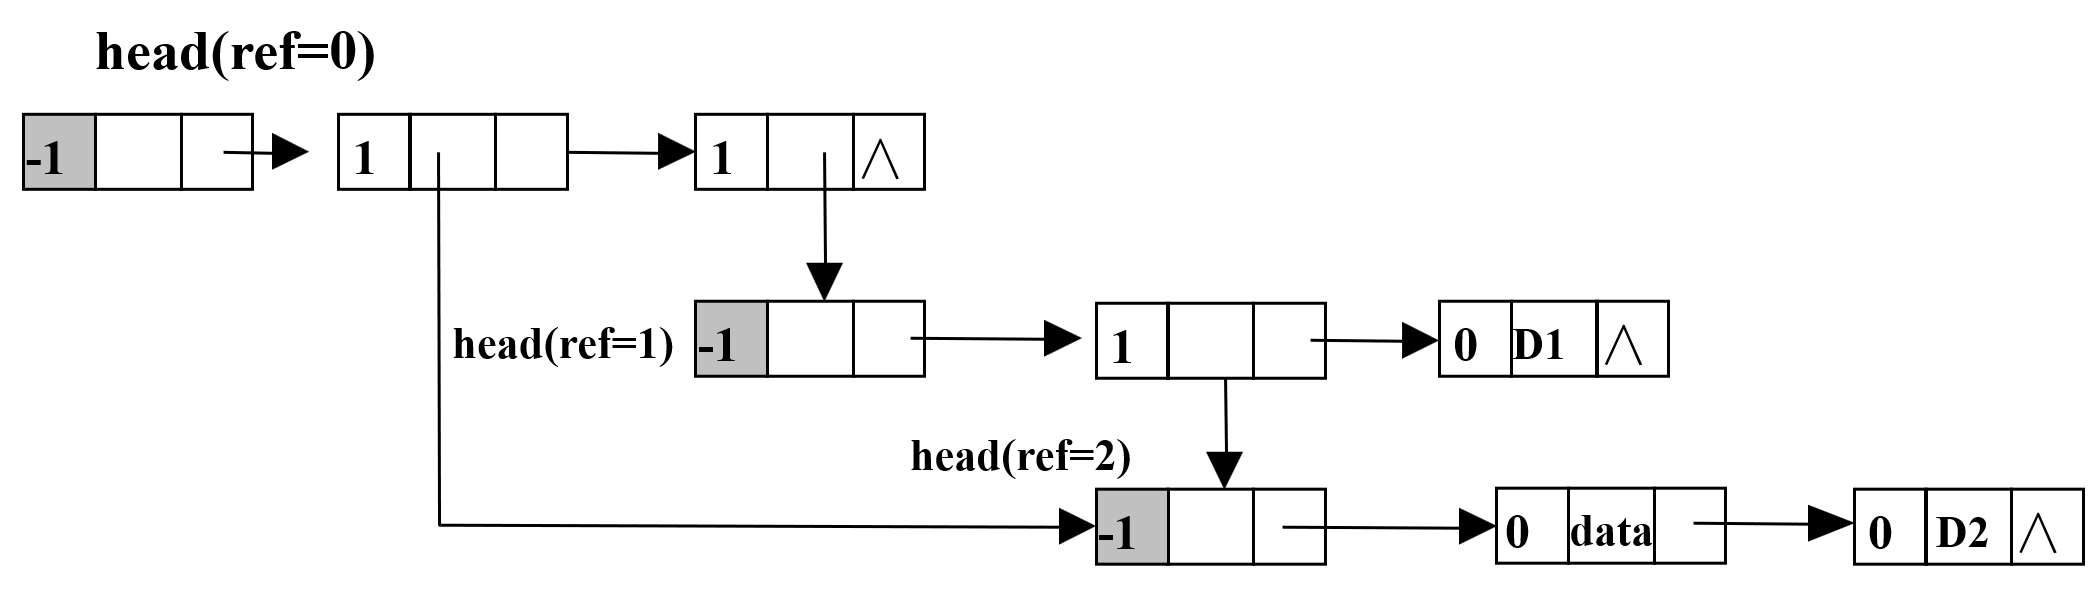 head(ref=0)
-1 1 1 ∧
head(ref=1) -1 1 0 D1 ∧
head(ref=2)
-1 0 data 0 D2 ∧